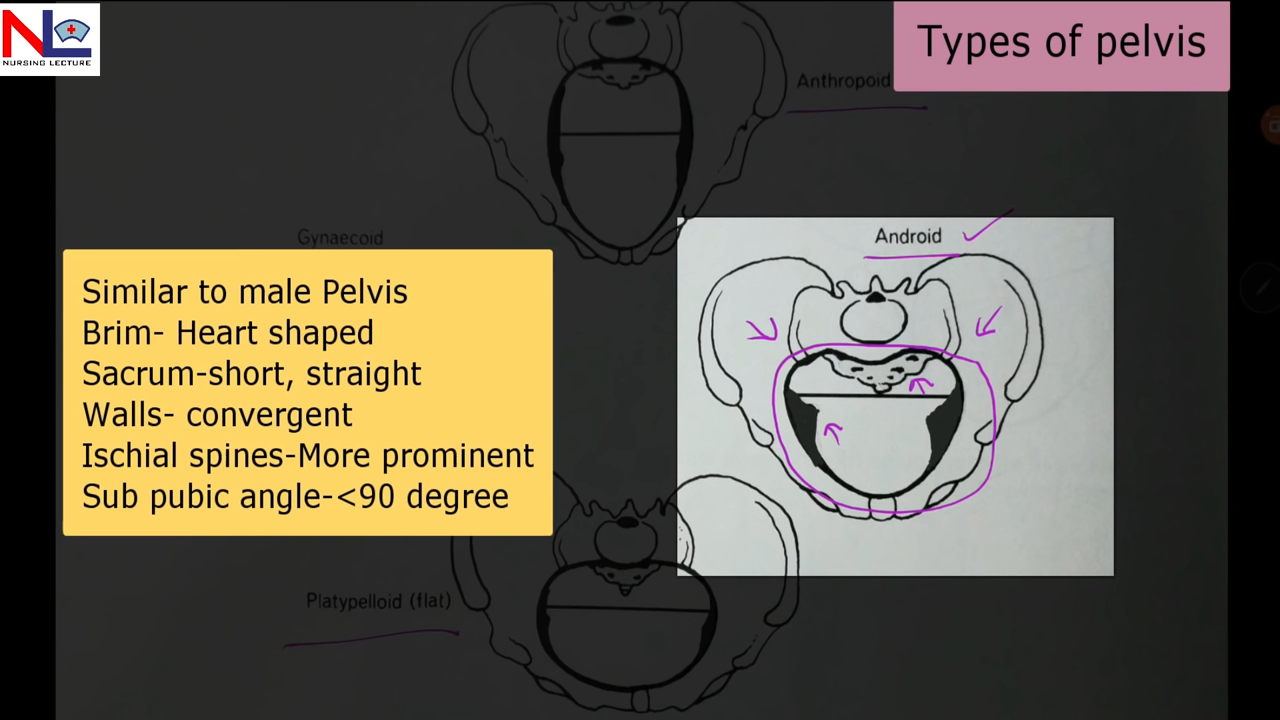 NL
NURSING LECTURE
Types of pelvis
Anthropoid
Gynaecoid
Android
Similar to male Pelvis
Brim- Heart shaped
Sacrum-short, straight
Walls- convergent
Ischial spines-More prominent
Sub pubic angle-<90 degree
Platypelloid (flat)